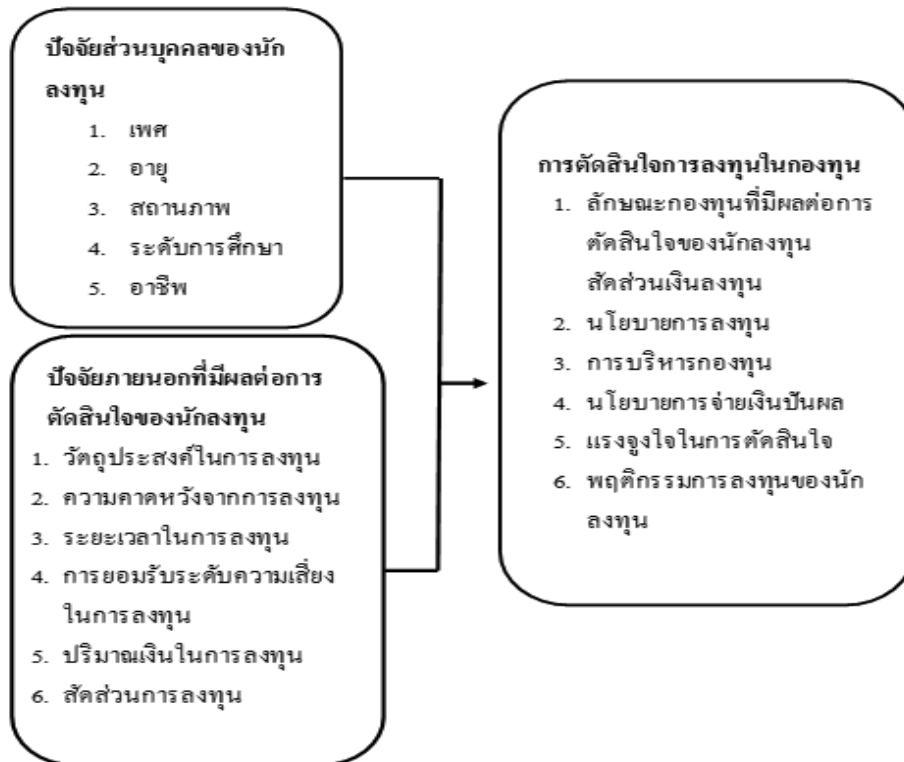 ปัจจัยส่วนบุคคลของนัก
ลงทุน
1. เพศ
2. อายุ
3. สถานภาพ
4. ระดับการศึกษา
5. อาชีพ
ปัจจัยภายนอกที่มีผลต่อการ
ตัดสินใจของนักลงทุน
1. วัตถุประสงค์ในการลงทุน
2. ความคาดหวังจากการลงทุน
3. ระยะเวลาในการลงทุน
4. การยอมรับระดับความเสี่ยง
ในการลงทุน
5. ปริมาณเงินในการลงทุน
6. สัดส่วนการลงทุน
การตัดสินใจการลงทุนในกองทุน
1. ลักษณะกองทุนที่มีผลต่อการ
ตัดสินใจของนักลงทุน
สัดส่วนเงินลงทุน
2. นโยบายการลงทุน
3. การบริหารกองทุน
4. นโยบายการจ่ายเงินปันผล
5. แรงจูงใจในการตัดสินใจ
6. พฤติกรรมการลงทุนของนัก
ลงทุน